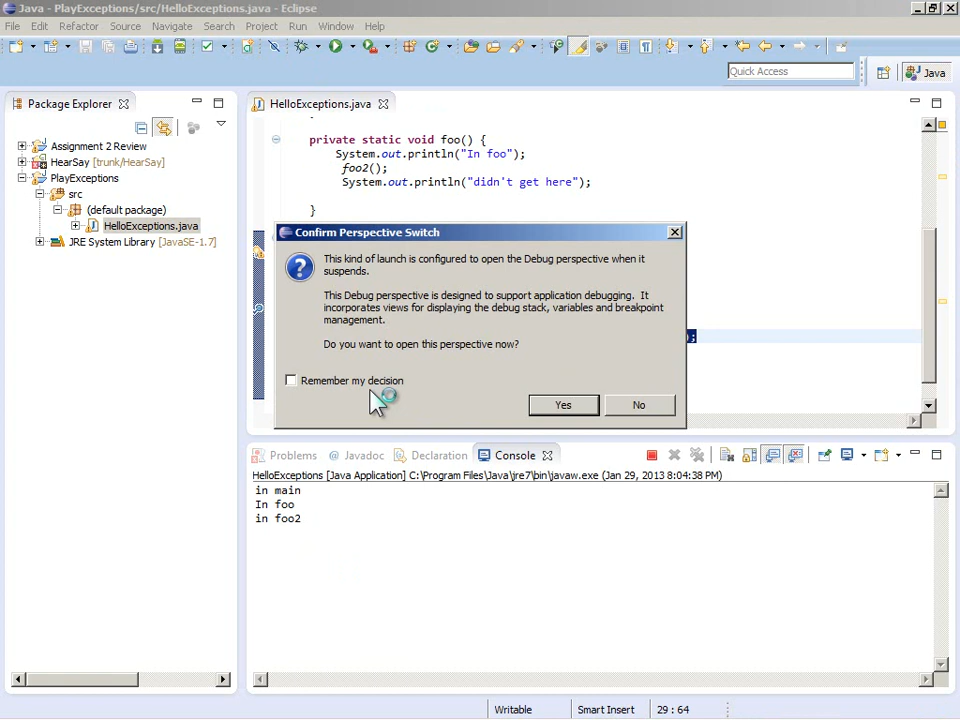 Java - PlayExceptions/src/HelloExceptions.java - Eclipse
File Edit Refactor Source Navigate Search Project Run Window Help
Quick Access
Java
Package Explorer
HelloExceptions.java
Assignment 2 Review
HearSay [trunk/HearSay]
PlayExceptions
src
(default package)
HelloExceptions.java
JRE System Library [JavaSE-1.7]
private static void foo() {
System.out.println("In foo");
foo2();
System.out.println("didn't get here");
}
);
Confirm Perspective Switch
This kind of launch is configured to open the Debug perspective when it
suspends.
This Debug perspective is designed to support application debugging. It
incorporates views for displaying the debug stack, variables and breakpoint
management.
Do you want to open this perspective now?
Remember my decision
Yes
No
Problems
Javadoc
Declaration
Console
HelloExceptions [Java Application] C:\Program Files\Java\jre7\bin\javaw.exe (Jan 29, 2013 8:04:38 PM)
in main
In foo
in foo2
Writable
Smart Insert
29 : 64